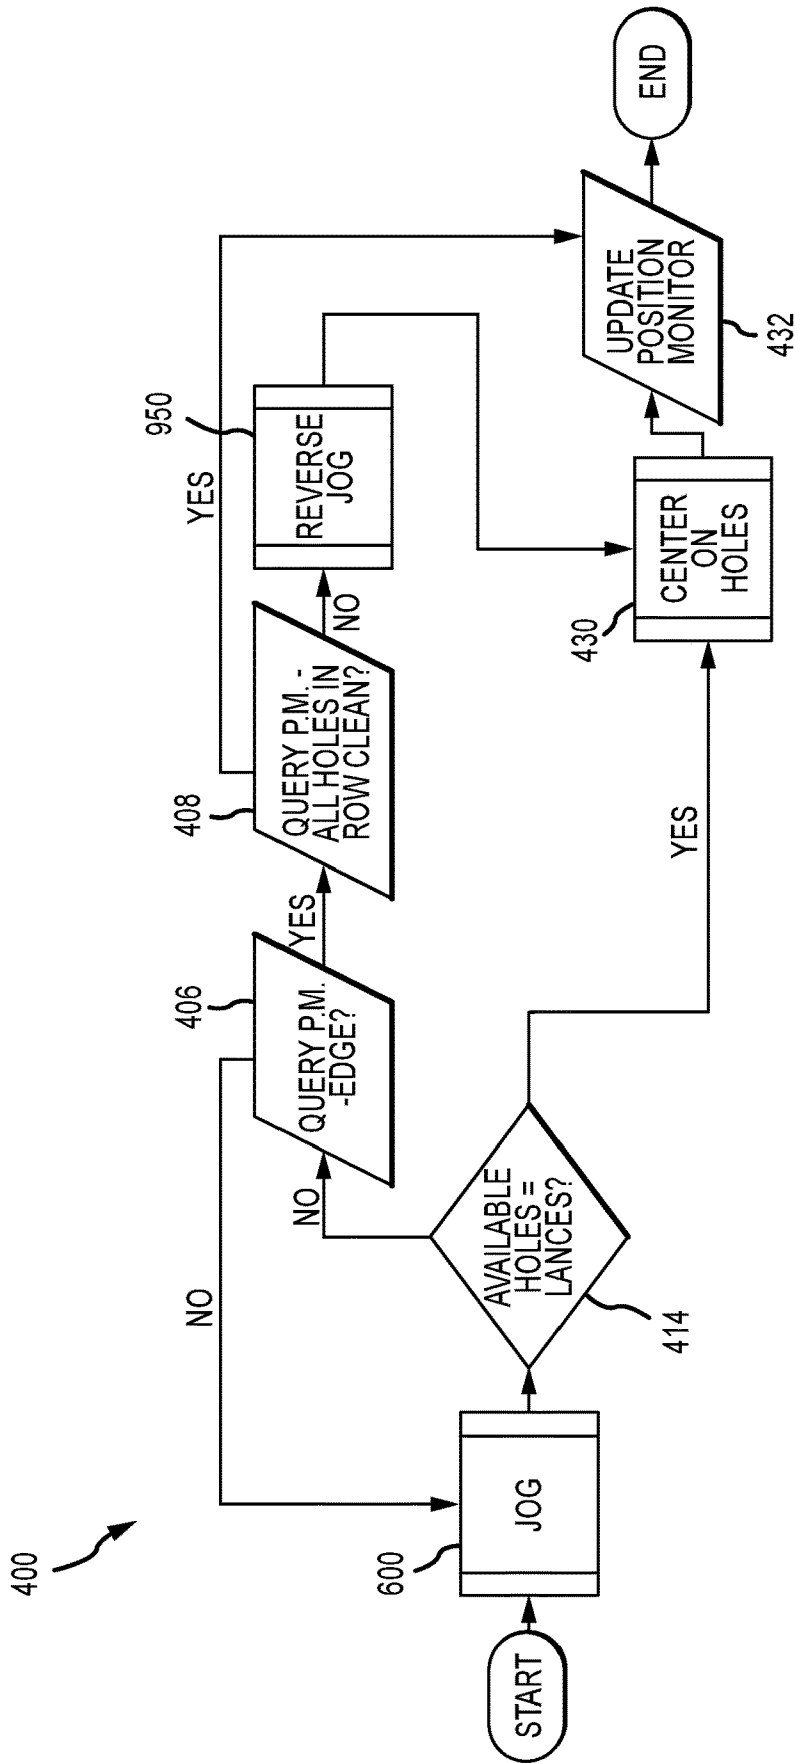 400
START
600
JOG
414
AVAILABLE
HOLES =
LANCES?
NO
406
QUERY P.M.
-EDGE?
NO
YES
408
QUERY P.M. -
ALL HOLES IN
ROW CLEAN?
YES
NO
950
REVERSE
JOG
YES
430
CENTER
ON
HOLES
432
UPDATE
POSITION
MONITOR
END